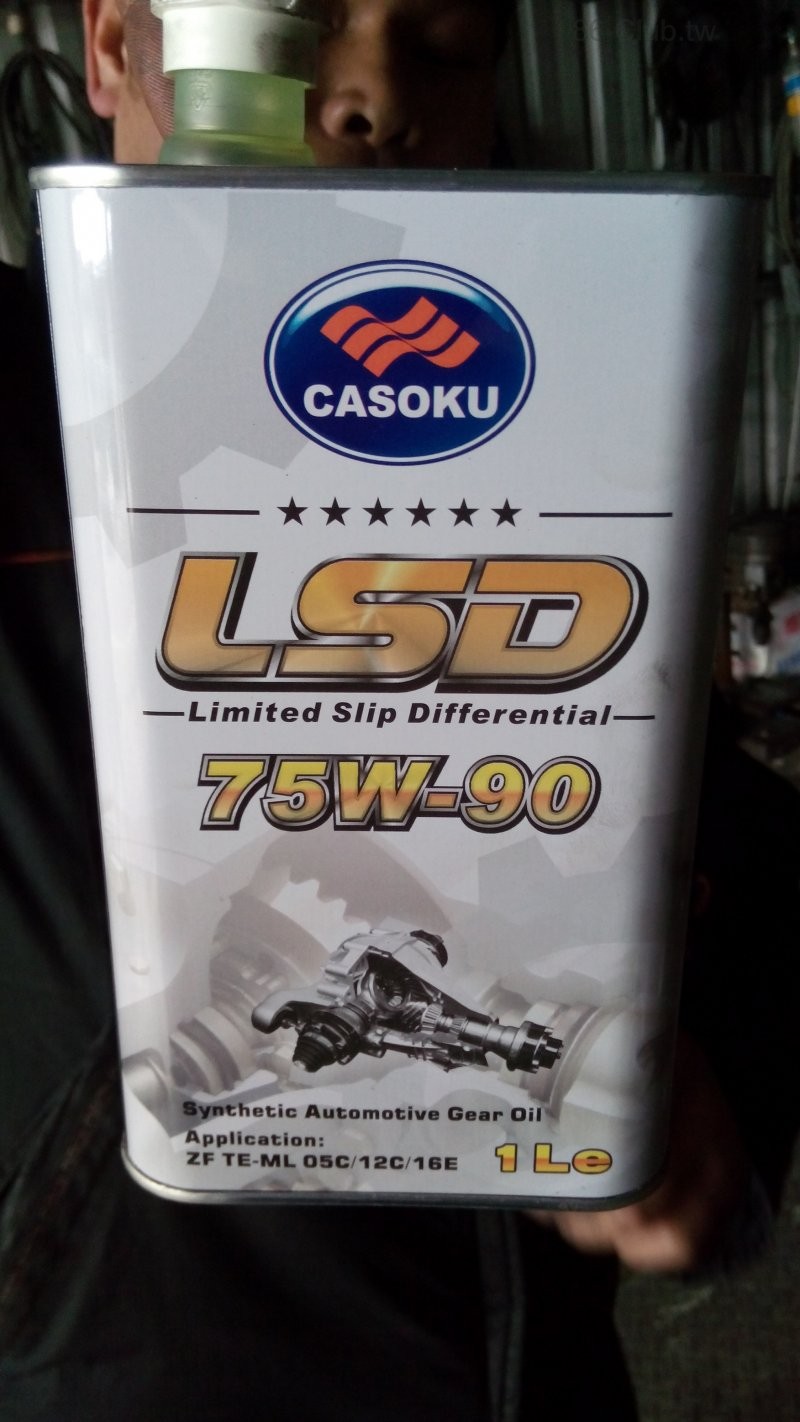 CASOKU
LSD
Limited Slip Differential
75W-90
Synthetic Automotive Gear Oil
Application:
ZF TE-ML 05C/12C/16E
1 Le